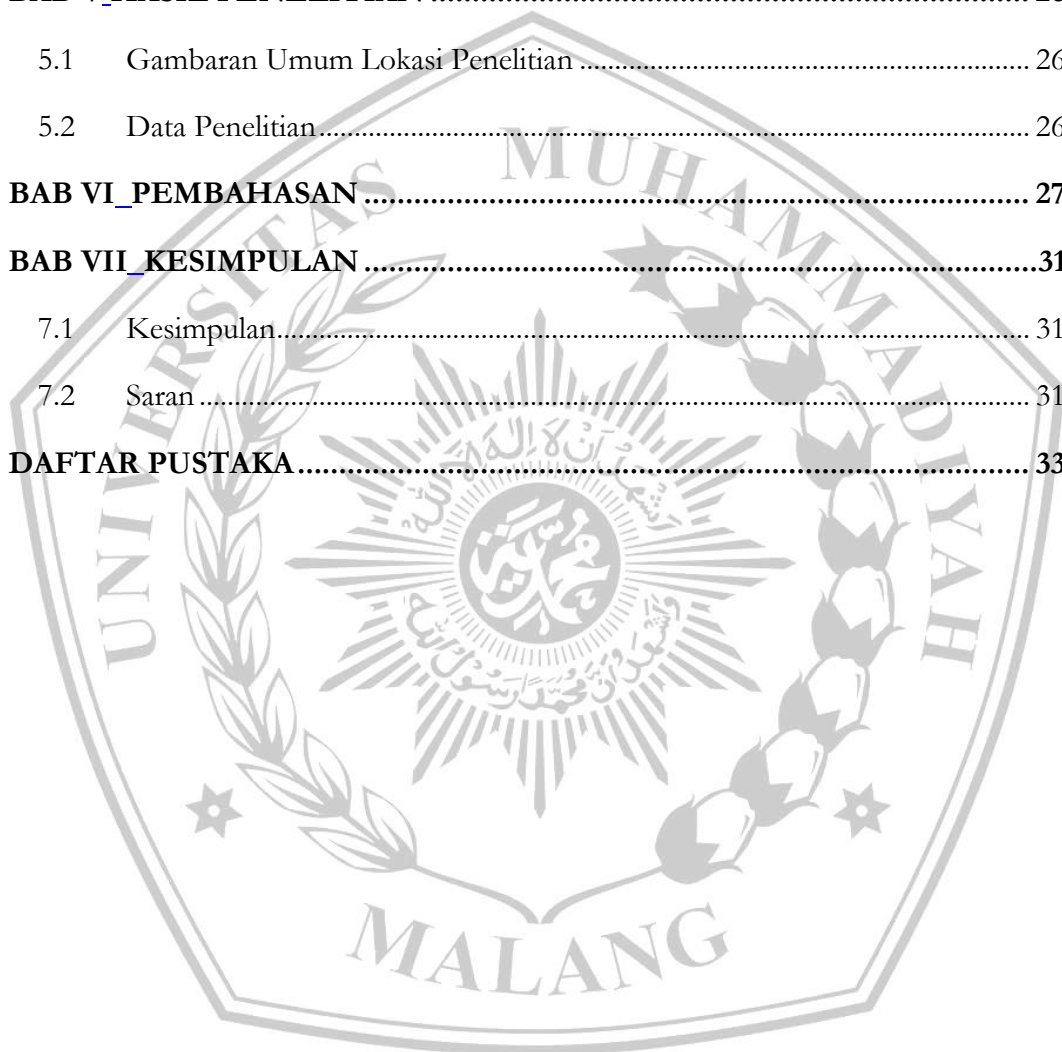 5.1 Gambaran Umum Lokasi Penelitian ........ 26
5.2 Data Penelitian ........ 26
BAB VI_PEMBAHASAN ........ 27
BAB VII_KESIMPULAN ........ 31
7.1 Kesimpulan ........ 31
7.2 Saran ........ 31
DAFTAR PUSTAKA ........ 33
UNIVERSITAS MUHAMMADIYAH
MALANG